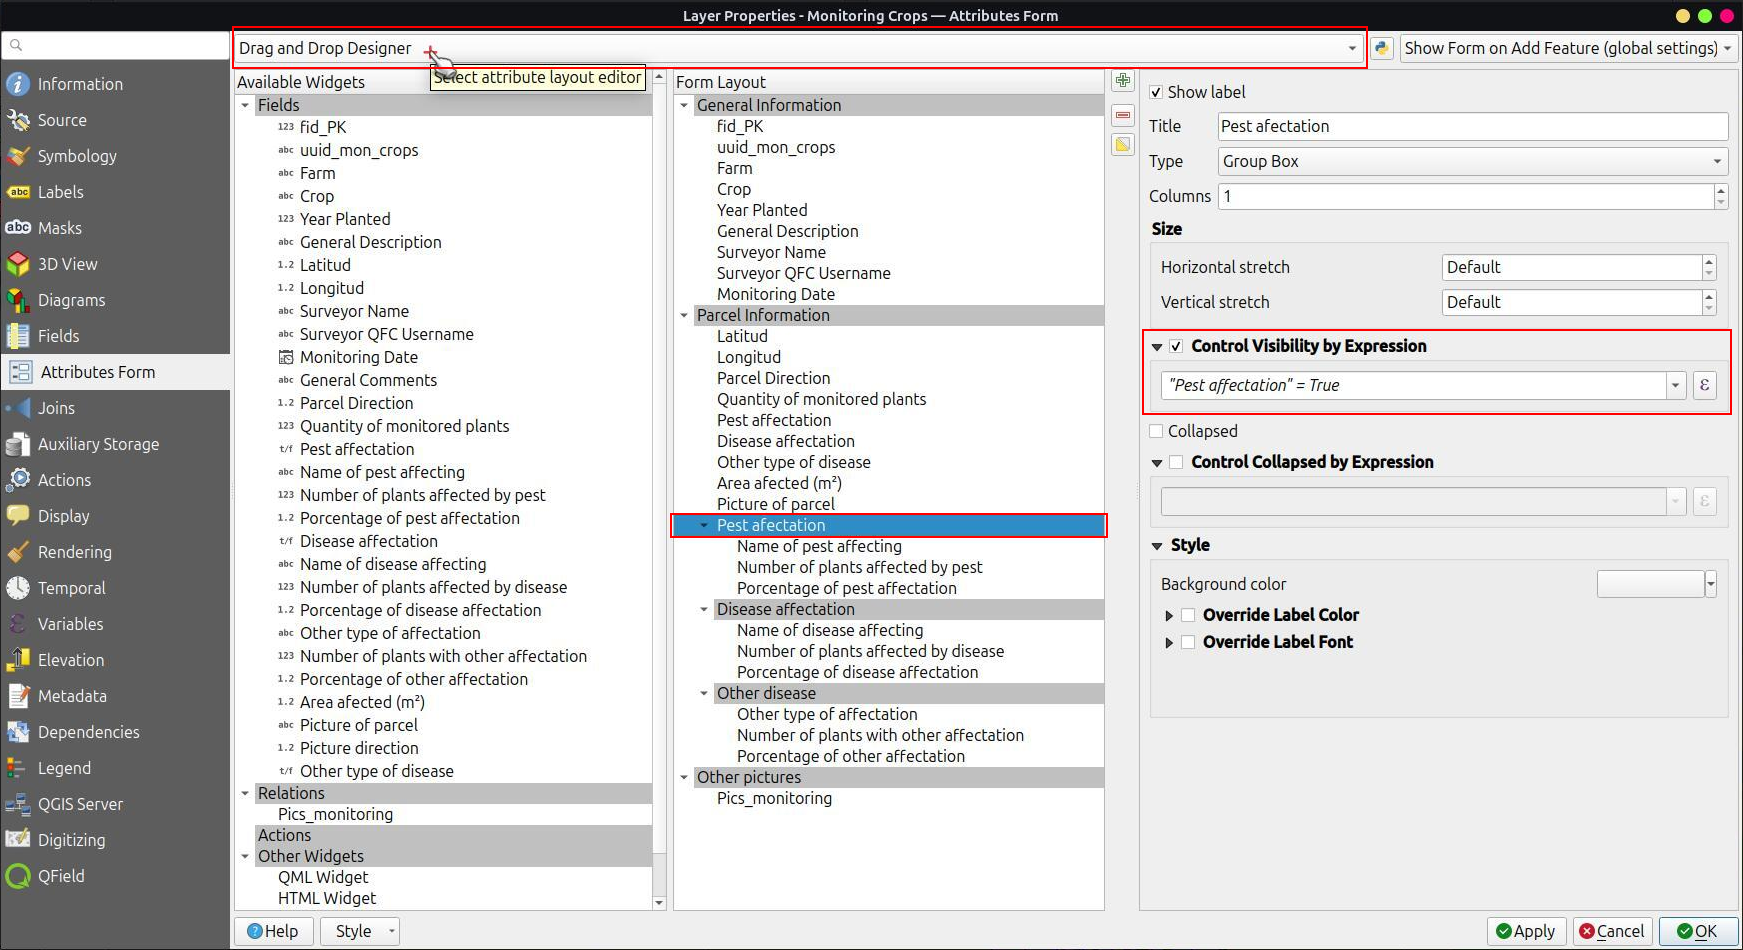 Layer Properties - Monitoring Crops — Attributes Form
Drag and Drop Designer
Show Form on Add Feature (global settings)
Select attribute layout editor
Information
Source
Symbology
abc Labels
abc Masks
3D View
Diagrams
Fields
Attributes Form
Joins
Auxiliary Storage
Actions
Display
Rendering
Temporal
ε Variables
Elevation
Metadata
Dependencies
Legend
QGIS Server
Digitizing
QField
Available Widgets
Fields
123 fid_PK
abc uuid_mon_crops
abc Farm
abc Crop
123 Year Planted
abc General Description
1.2 Latitud
1.2 Longitud
abc Surveyor Name
abc Surveyor QFC Username
Monitoring Date
abc General Comments
1.2 Parcel Direction
123 Quantity of monitored plants
t/f Pest affectation
abc Name of pest affecting
123 Number of plants affected by pest
1.2 Porcentage of pest affectation
t/f Disease affectation
abc Name of disease affecting
123 Number of plants affected by disease
1.2 Porcentage of disease affectation
abc Other type of affectation
123 Number of plants with other affectation
1.2 Porcentage of other affectation
1.2 Area afected (m²)
abc Picture of parcel
1.2 Picture direction
t/f Other type of disease
Relations
Pics_monitoring
Actions
Other Widgets
QML Widget
HTML Widget
Form Layout
General Information
fid_PK
uuid_mon_crops
Farm
Crop
Year Planted
General Description
Surveyor Name
Surveyor QFC Username
Monitoring Date
Parcel Information
Latitud
Longitud
Parcel Direction
Quantity of monitored plants
Pest affectation
Disease affectation
Other type of disease
Area afected (m²)
Picture of parcel
Pest afectation
Name of pest affecting
Number of plants affected by pest
Porcentage of pest affectation
Disease affectation
Name of disease affecting
Number of plants affected by disease
Porcentage of disease affectation
Other disease
Other type of affectation
Number of plants with other affectation
Porcentage of other affectation
Other pictures
Pics_monitoring
Show label
Title Pest afectation
Type Group Box
Columns 1
Size
Horizontal stretch Default
Vertical stretch Default
Control Visibility by Expression
"Pest affectation" = True ε
Collapsed
Control Collapsed by Expression
ε
Style
Background color
Override Label Color
Override Label Font
Help
Style
Apply
Cancel
OK